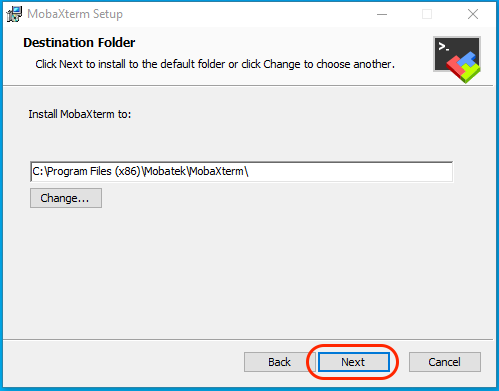 MobaXterm Setup
Destination Folder
Click Next to install to the default folder or click Change to choose another.
>_
Install MobaXterm to:
C:\Program Files (x86)\Mobatek\MobaXterm\
Change...
Back Next Cancel